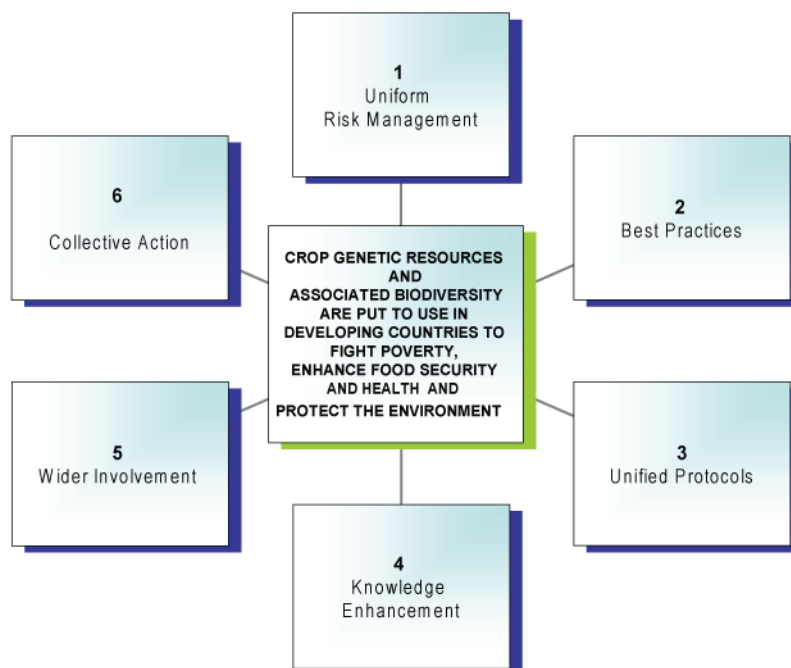 1
Uniform
Risk Management
2
Best Practices
3
Unified Protocols
4
Knowledge
Enhancement
5
Wider Involvement
6
Collective Action
CROP GENETIC RESOURCES
AND
ASSOCIATED BIODIVERSITY
ARE PUT TO USE IN
DEVELOPING COUNTRIES TO
FIGHT POVERTY,
ENHANCE FOOD SECURITY
AND HEALTH AND
PROTECT THE ENVIRONMENT